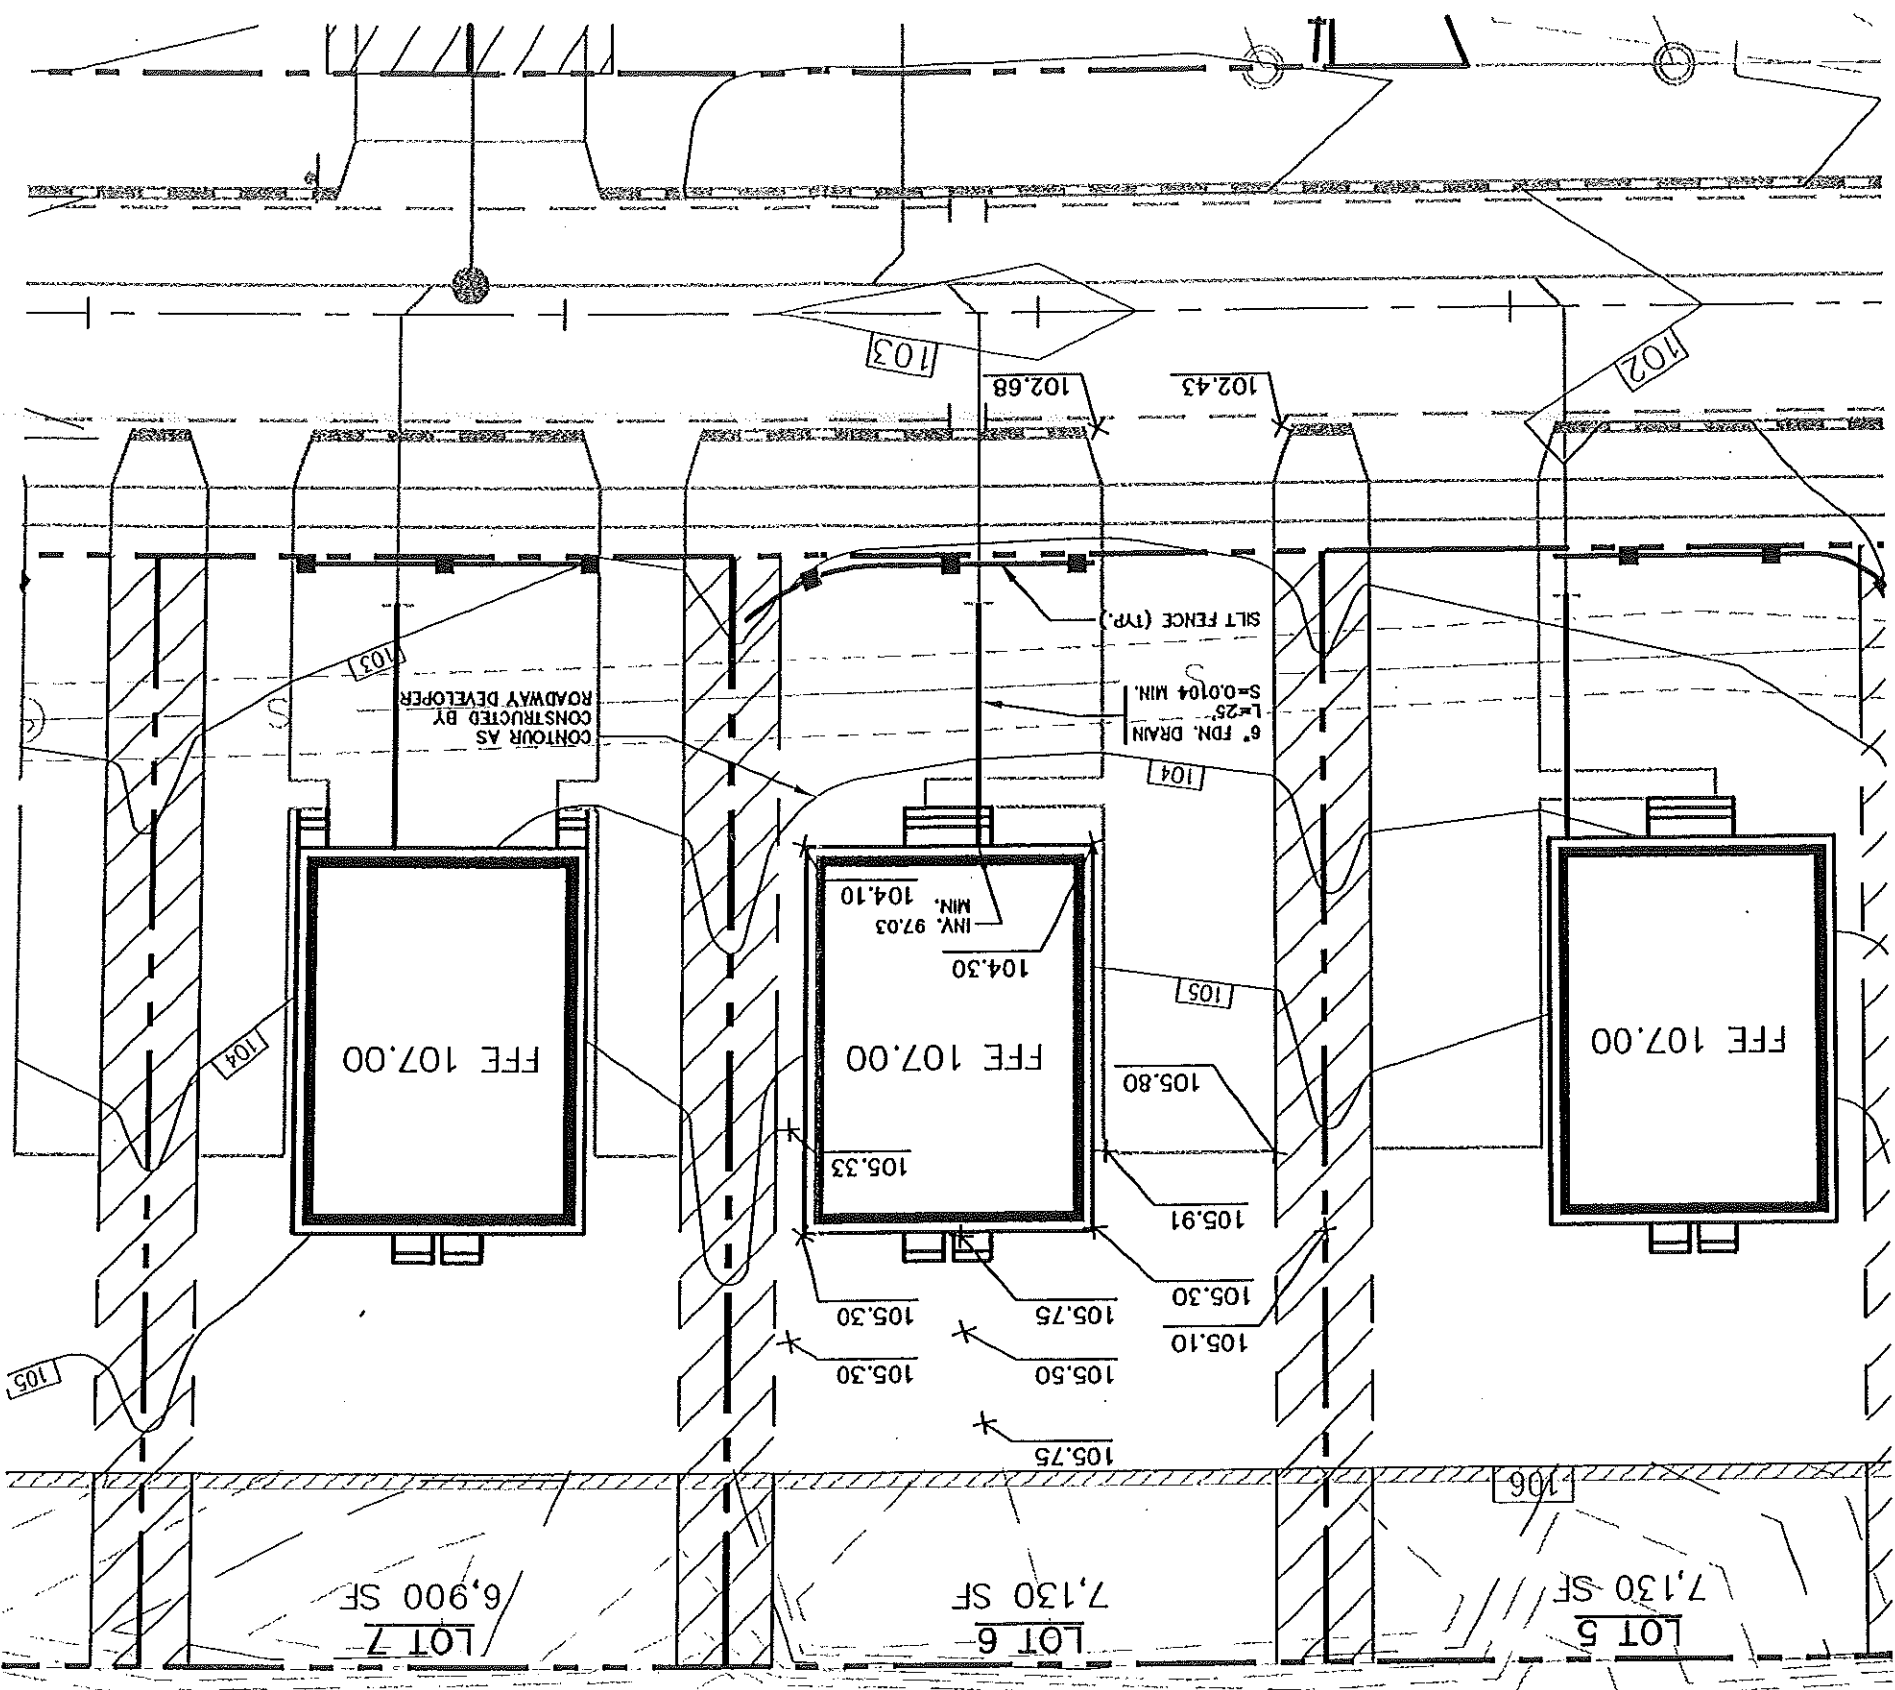 LOT 5
7,130 SF
LOT 6
7,130 SF
LOT 7
6,900 SF
106
105.75
105.50
105.30
105.10
105.75
105.30
105.30
105
105.91
105.33
105.80
FFE 107.00
FFE 107.00
FFE 107.00
104
105
104.30
INV. 97.03
MIN.
104.10
104
6" FDN. DRAIN
L=25'
S=0.0104 MIN.
CONTOUR AS
CONSTRUCTED BY
ROADWAY DEVELOPER
S
S
103
SILT FENCE (TYP.)
102.43
102.68
102
103